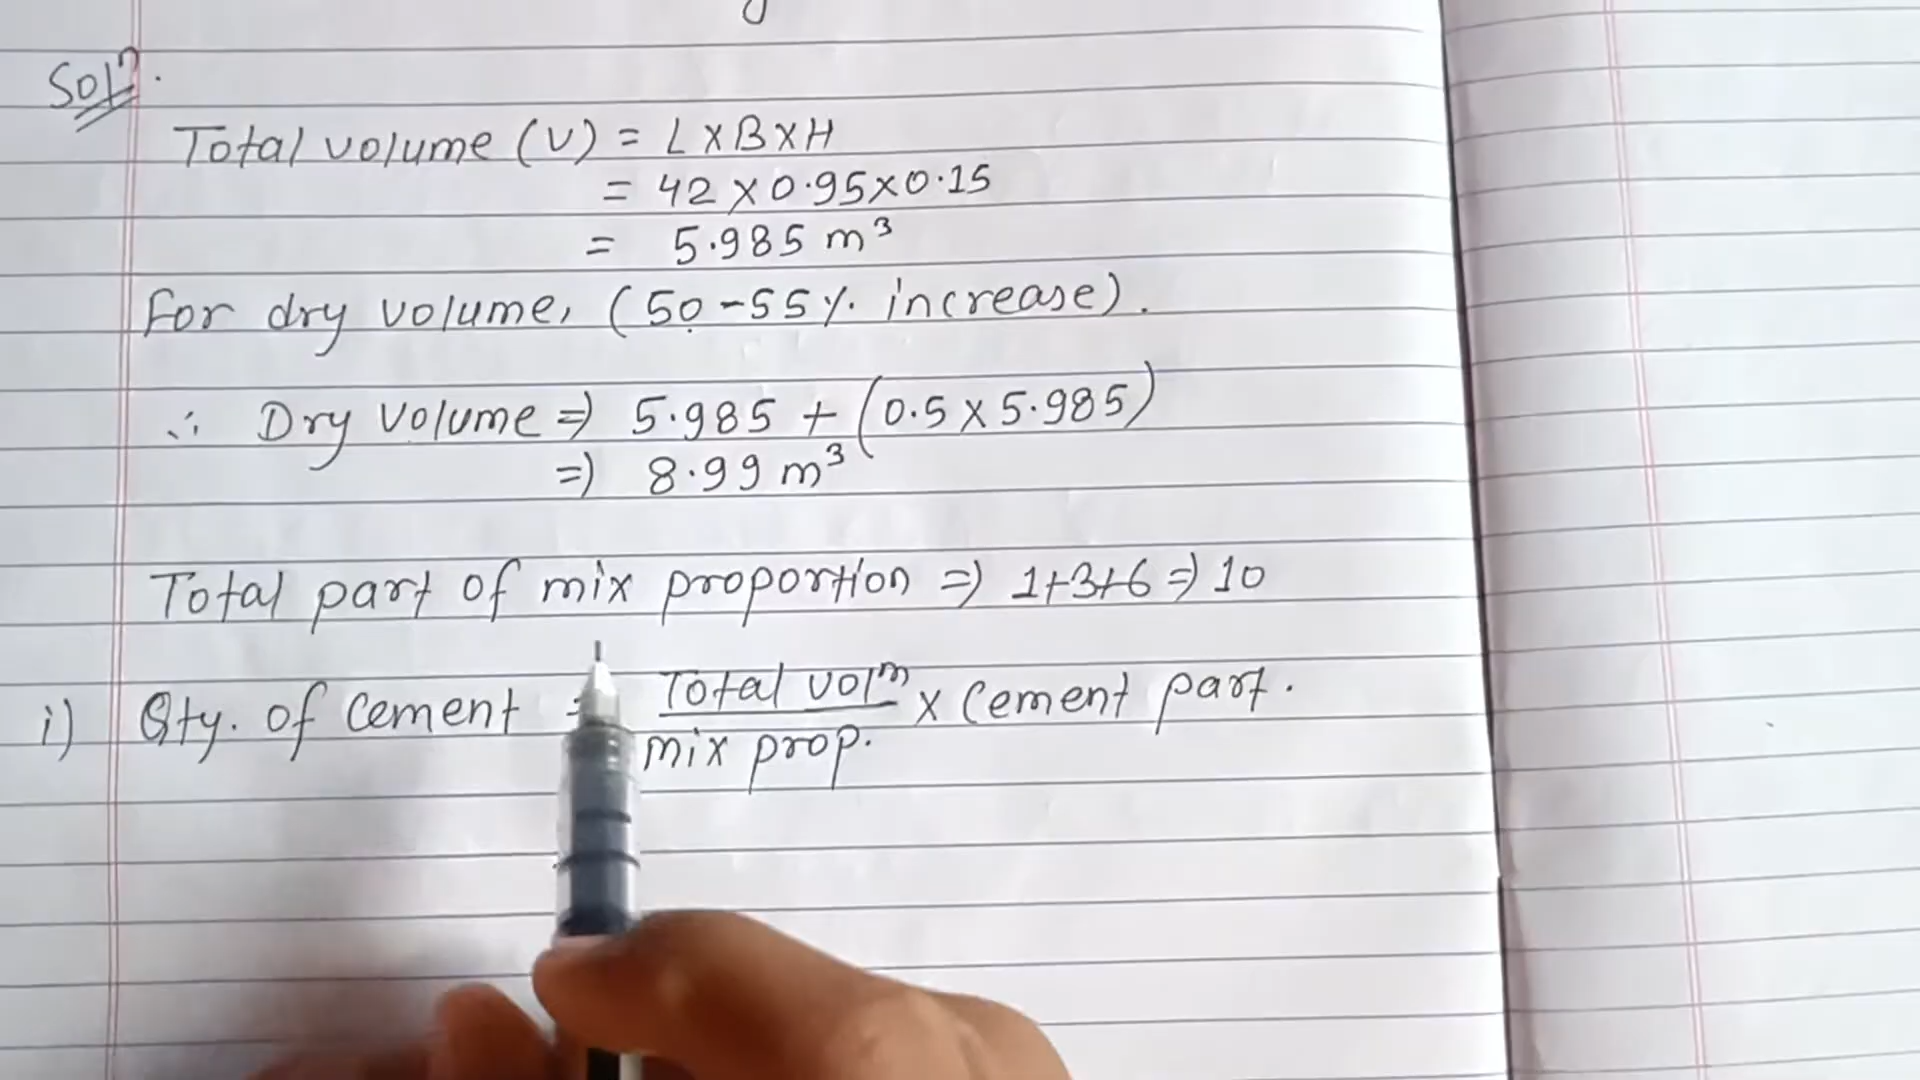 Solⁿ.
Total volume (V) = L×B×H
= 42 × 0.95×0.15
= 5.985 m³
For dry volume, (50-55%. increase).
∴ Dry volume ⇒ 5.985 + (0.5 × 5.985)
⇒ 8.99 m³
Total part of mix proportion ⇒ 1+3+6 ⇒ 10
i) Qty. of cement = Total volᵐ / mix prop. × Cement part.